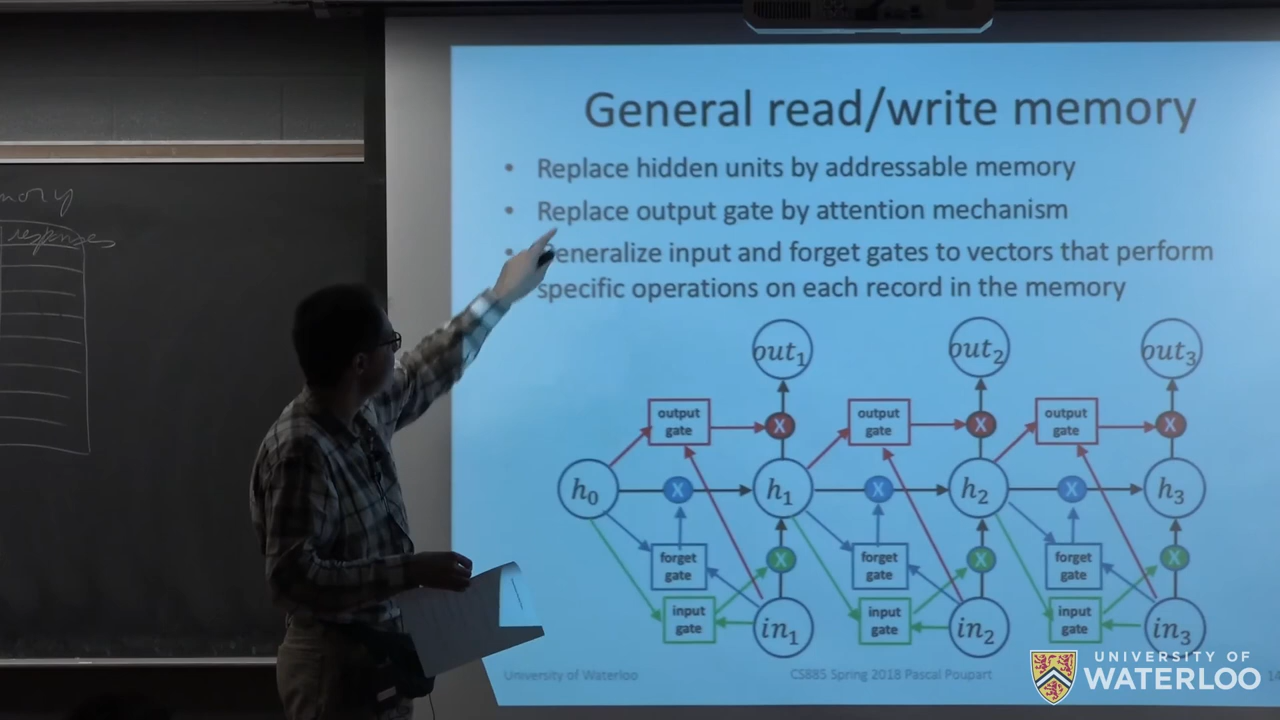 General read/write memory
• Replace hidden units by addressable memory
• Replace output gate by attention mechanism
• Generalize input and forget gates to vectors that perform
specific operations on each record in the memory
out₁ out₂ out₃
output gate X output gate X output gate X
h₀ X h₁ X h₂ X h₃
forget gate X forget gate X forget gate X
input gate in₁ input gate in₂ input gate in₃
University of Waterloo CS885 Spring 2018 Pascal Poupart
responses
UNIVERSITY OF
WATERLOO